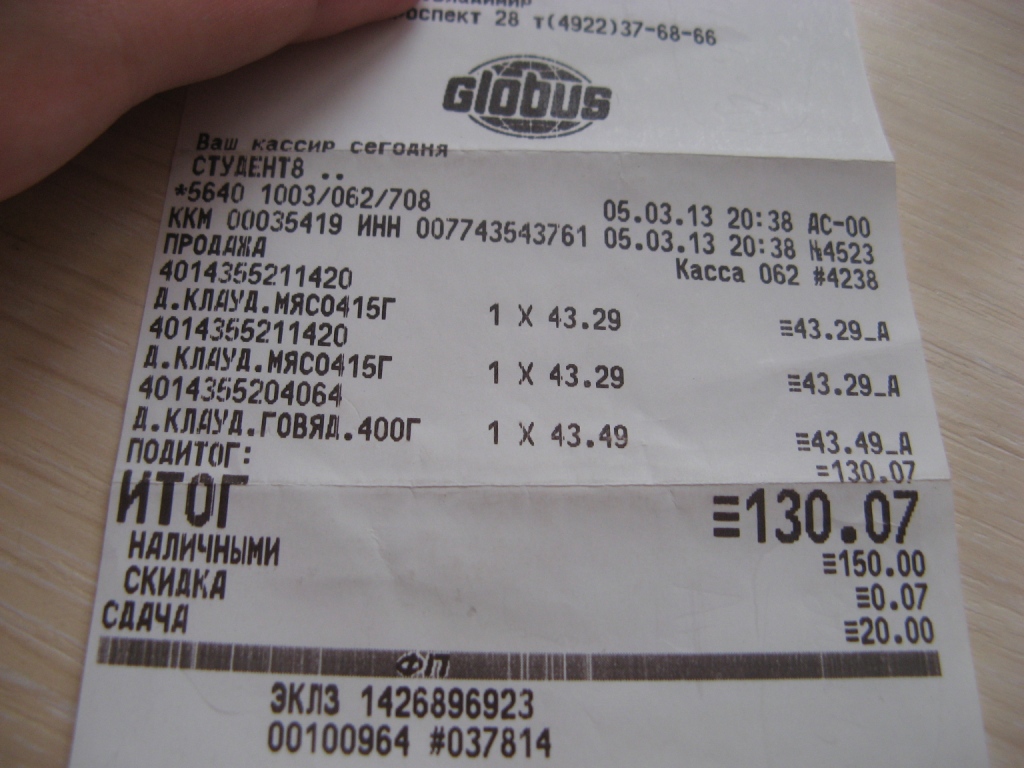 проспект 28 т(4922)37-68-66
Globus
Ваш кассир сегодня
СТУДЕНТ8 ..
*5640 1003/062/708 05.03.13 20:38 АС-00
ККМ 00035419 ИНН 007743543761 05.03.13 20:38 №4523
ПРОДАЖА Касса 062 #4238
4014355211420
Д.КЛАУД.МЯСО415Г 1 X 43.29 ≡43.29_А
4014355211420
Д.КЛАУД.МЯСО415Г 1 X 43.29 ≡43.29_А
4014355204064
Д.КЛАУД.ГОВЯД.400Г 1 X 43.49 ≡43.49_А
ПОДИТОГ: =130.07
ИТОГ ≡130.07
НАЛИЧНЫМИ ≡150.00
СКИДКА ≡0.07
СДАЧА ≡20.00
ФП
ЭКЛЗ 1426896923
00100964 #037814